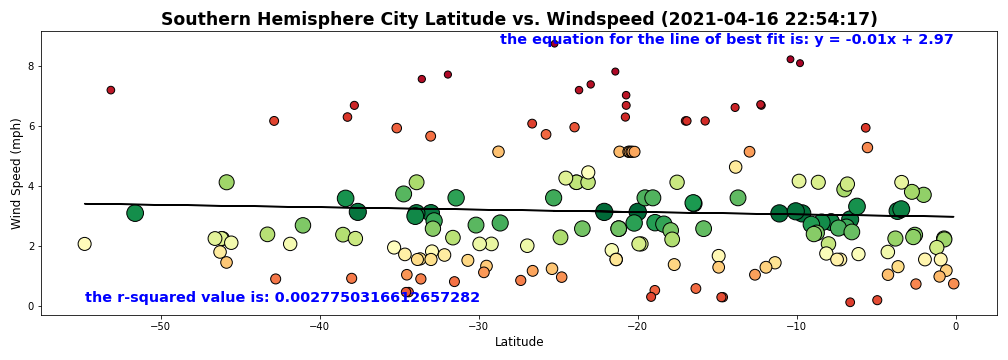 Southern Hemisphere City Latitude vs. Windspeed (2021-04-16 22:54:17)
the equation for the line of best fit is: y = -0.01x + 2.97
8
6
4
2
0
Wind Speed (mph)
the r-squared value is: 0.0027750316612657282
−50 −40 −30 −20 −10 0
Latitude